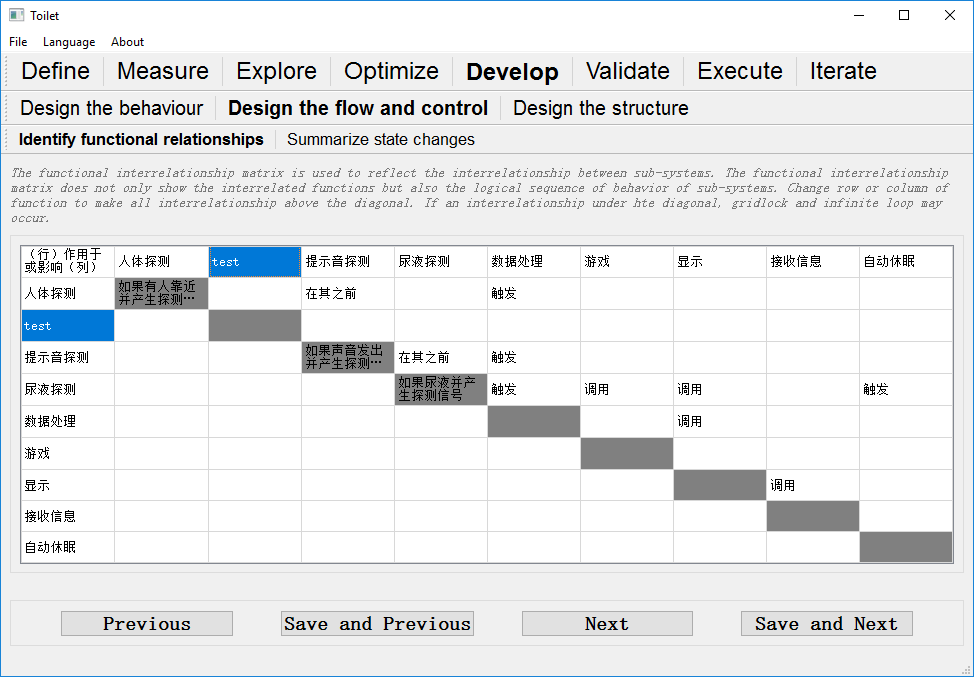 Toilet
File Language About
Define Measure Explore Optimize Develop Validate Execute Iterate
Design the behaviour Design the flow and control Design the structure
Identify functional relationships Summarize state changes
The functional interrelationship matrix is used to reflect the interrelationship between sub-systems. The functional interrelationship
matrix does not only show the interrelated functions but also the logical sequence of behavior of sub-systems. Change row or column of
function to make all interrelationship above the diagonal. If an interrelationship under hte diagonal, gridlock and infinite loop may
occur.
（行）作用于
或影响（列） 人体探测 test 提示音探测 尿液探测 数据处理 游戏 显示 接收信息 自动休眠
人体探测 如果有人靠近
并产生探测… 在其之前 触发
test
提示音探测 如果声音发出
并产生探测… 在其之前 触发
尿液探测 如果尿液并产
生探测信号 触发 调用 调用 触发
数据处理 调用
游戏
显示 调用
接收信息
自动休眠
Previous Save and Previous Next Save and Next